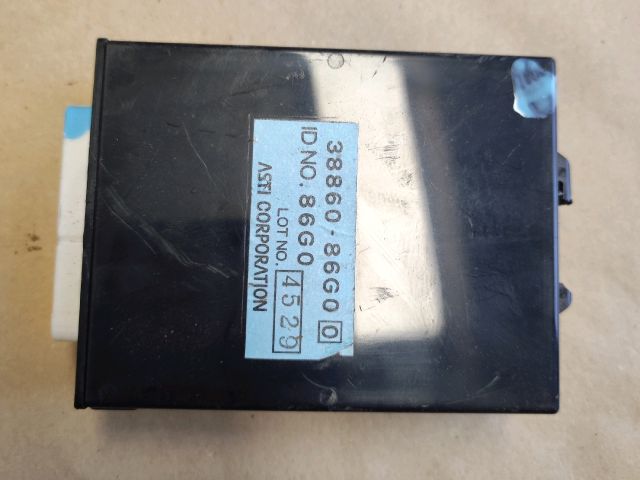 38860-86G0 0
ID NO. 86G0
LOT NO. 4529
ASTI CORPORATION